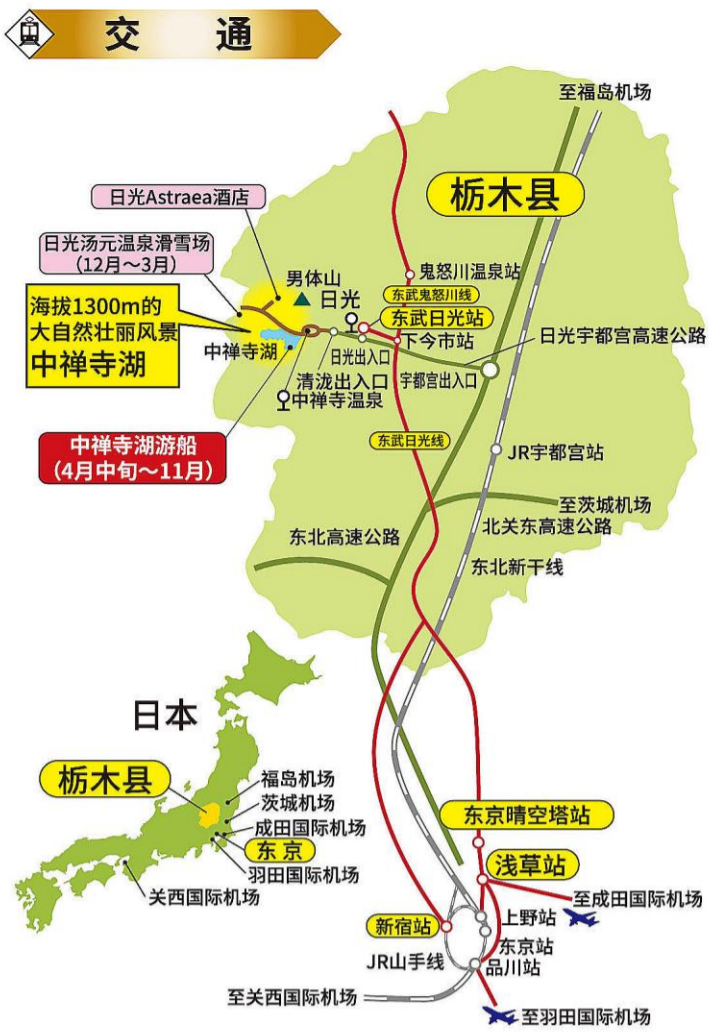 交 通
至福岛机场
栃木县
日光Astraea酒店
日光汤元温泉滑雪场
（12月～3月）
鬼怒川温泉站
男体山
日光
东武鬼怒川线
海拔1300m的
大自然壮丽风景
中禅寺湖
东武日光站
下今市站
日光宇都宫高速公路
中禅寺湖
日光出入口
清泷出入口
宇都宫出入口
中禅寺温泉
中禅寺湖游船
（4月中旬～11月）
东武日光线
JR宇都宫站
至茨城机场
北关东高速公路
东北高速公路
东北新干线
日本
栃木县
福岛机场
茨城机场
成田国际机场
东京
羽田国际机场
关西国际机场
东京晴空塔站
浅草站
至成田国际机场
新宿站
上野站
东京站
JR山手线
品川站
至关西国际机场
至羽田国际机场